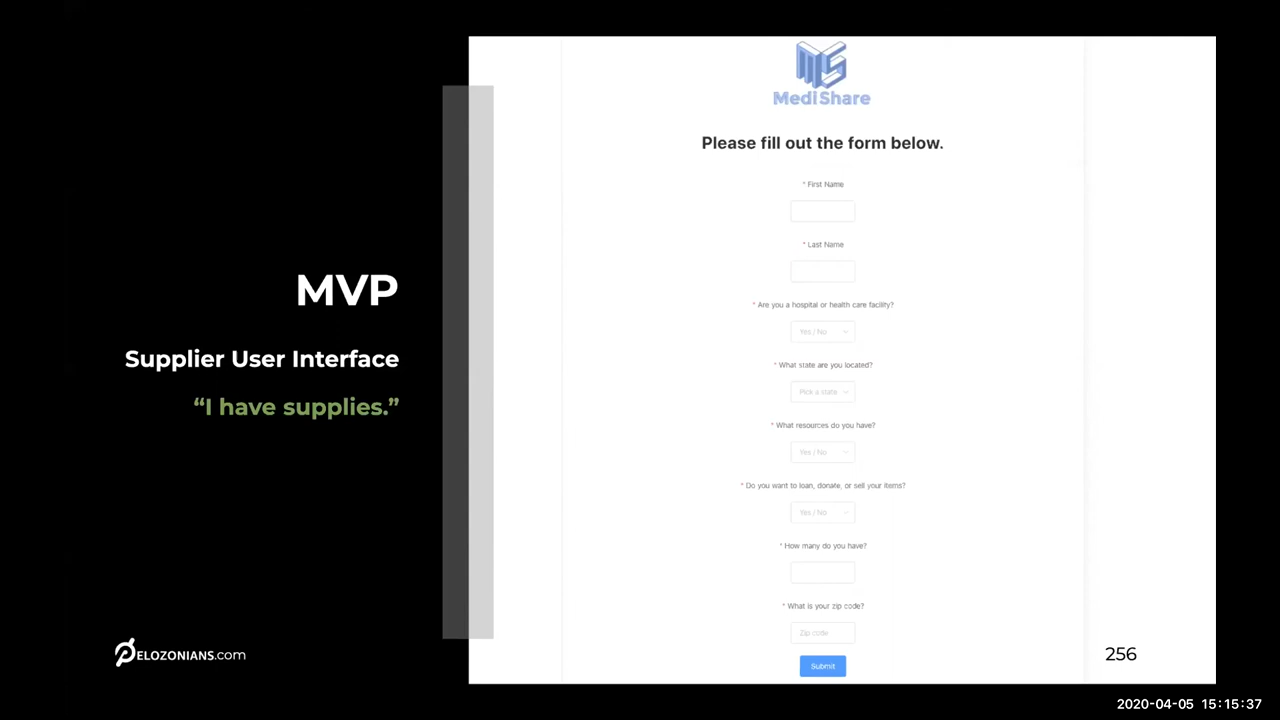 MVP
Supplier User Interface
“I have supplies.”
PELOZONIANS.com
MS
MediShare
Please fill out the form below.
* First Name
* Last Name
* Are you a hospital or health care facility?
Yes / No
* What state are you located?
Pick a state
* What resources do you have?
Yes / No
* Do you want to loan, donate, or sell your items?
Yes / No
* How many do you have?
* What is your zip code?
Zip code
Submit
256
2020-04-05 15:15:37